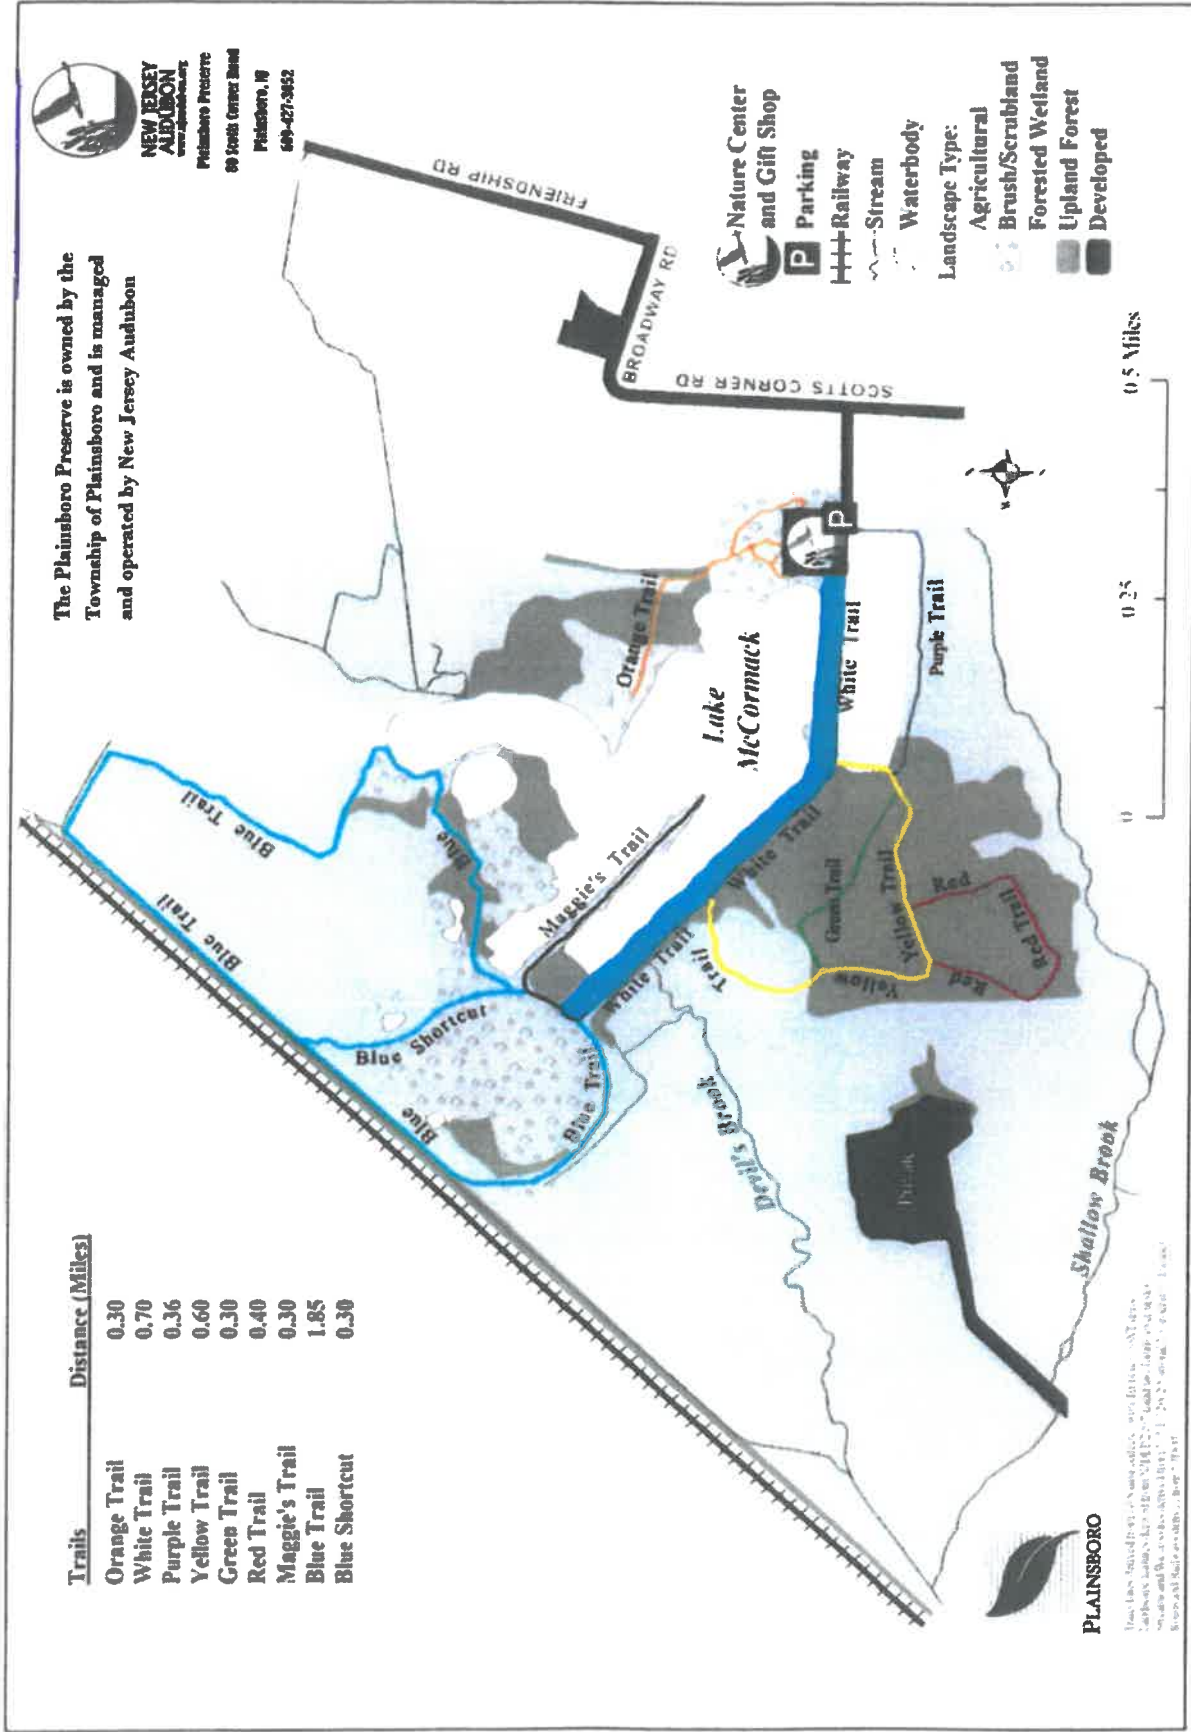 The Plainsboro Preserve is owned by the
Township of Plainsboro and is managed
and operated by New Jersey Audubon
NEW JERSEY
AUDUBON
Plainsboro Preserve
80 Scotts Corner Road
Plainsboro, NJ
609-427-3052
Trails Distance (Miles)
Orange Trail 0.30
White Trail 0.70
Purple Trail 0.36
Yellow Trail 0.60
Green Trail 0.30
Red Trail 0.40
Maggie's Trail 0.30
Blue Trail 1.85
Blue Shortcut 0.30
Blue Trail
Blue Trail
Blue
Blue Shortcut
Blue
Blue Trail
Maggie's Trail
White Trail
White Trail
White Trail
Orange Trail
Lake
McCormack
Purple Trail
Trail
Yellow
Yellow Trail
Green Trail
Red
Red Trail
Red
Red
Devil's Brook
Shallow Brook
FRIENDSHIP RD
BROADWAY RD
SCOTTS CORNER RD
P
N
Nature Center
and Gift Shop
P Parking
Railway
Stream
Waterbody
Landscape Type:
Agricultural
Brush/Scrubland
Forested Wetland
Upland Forest
Developed
0 0.25 0.5 Miles
PLAINSBORO